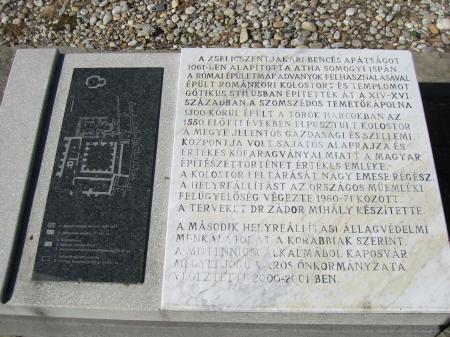 A ZSELICSZENTJAKABI BENCÉS APÁTSÁGOT
1061-BEN ALAPÍTOTTA ATHA SOMOGYI ISPÁN.
A RÓMAI ÉPÜLETMARADVÁNYOK FELHASZNÁLÁSÁVAL
ÉPÜLT ROMÁNKORI KOLOSTORT ÉS TEMPLOMOT
GÓTIKUS STÍLUSBAN ÉPÍTETTÉK ÁT A XIV-XVI.
SZÁZADBAN. A SZOMSZÉDOS TEMETŐKÁPOLNA
1300 KÖRÜL ÉPÜLT A TÖRÖK HARCOKBAN AZ
1550 ELŐTTI ÉVEKBEN ELPUSZTULT KOLOSTOR
A MEGYE JELENTŐS GAZDASÁGI ÉS SZELLEMI
KÖZPONTJA VOLT. SAJÁTOS ALAPRAJZA ÉS
ÉRTÉKES KŐFARAGVÁNYAI MIATT A MAGYAR
ÉPÍTÉSZETTÖRTÉNET ÉRTÉKES EMLÉKE.
A KOLOSTOR FELTÁRÁSÁT NAGY EMESE RÉGÉSZ,
A HELYREÁLLÍTÁST AZ ORSZÁGOS MŰEMLÉKI
FELÜGYELŐSÉG VÉGEZTE 1960-71 KÖZÖTT.
A TERVEKET DR ZÁDOR MIHÁLY KÉSZÍTETTE.
A MÁSODIK HELYREÁLLÍTÁSI ÁLLAGVÉDELMI
MUNKÁLATOKAT A KORÁBBIAK SZERINT,
A MILLENNIUM ALKALMÁBÓL KAPOSVÁR
MEGYEI JOGÚ VÁROS ÖNKORMÁNYZATA
VÉGEZTETTE 2000-2001-BEN.